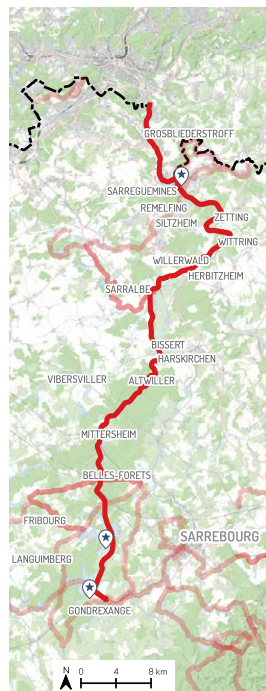 GROSBLIEDERSTROFF
SARREGUEMINES
REMELFING
ZETTING
SILTZHEIM
WITTRING
WILLERWALD
HERBITZHEIM
SARRALBE
BISSERT
HARSKIRCHEN
VIBERSVILLER
ALTWILLER
MITTERSHEIM
BELLES-FORETS
FRIBOURG
SARREBOURG
LANGUIMBERG
GONDREXANGE
N
0 4 8 km